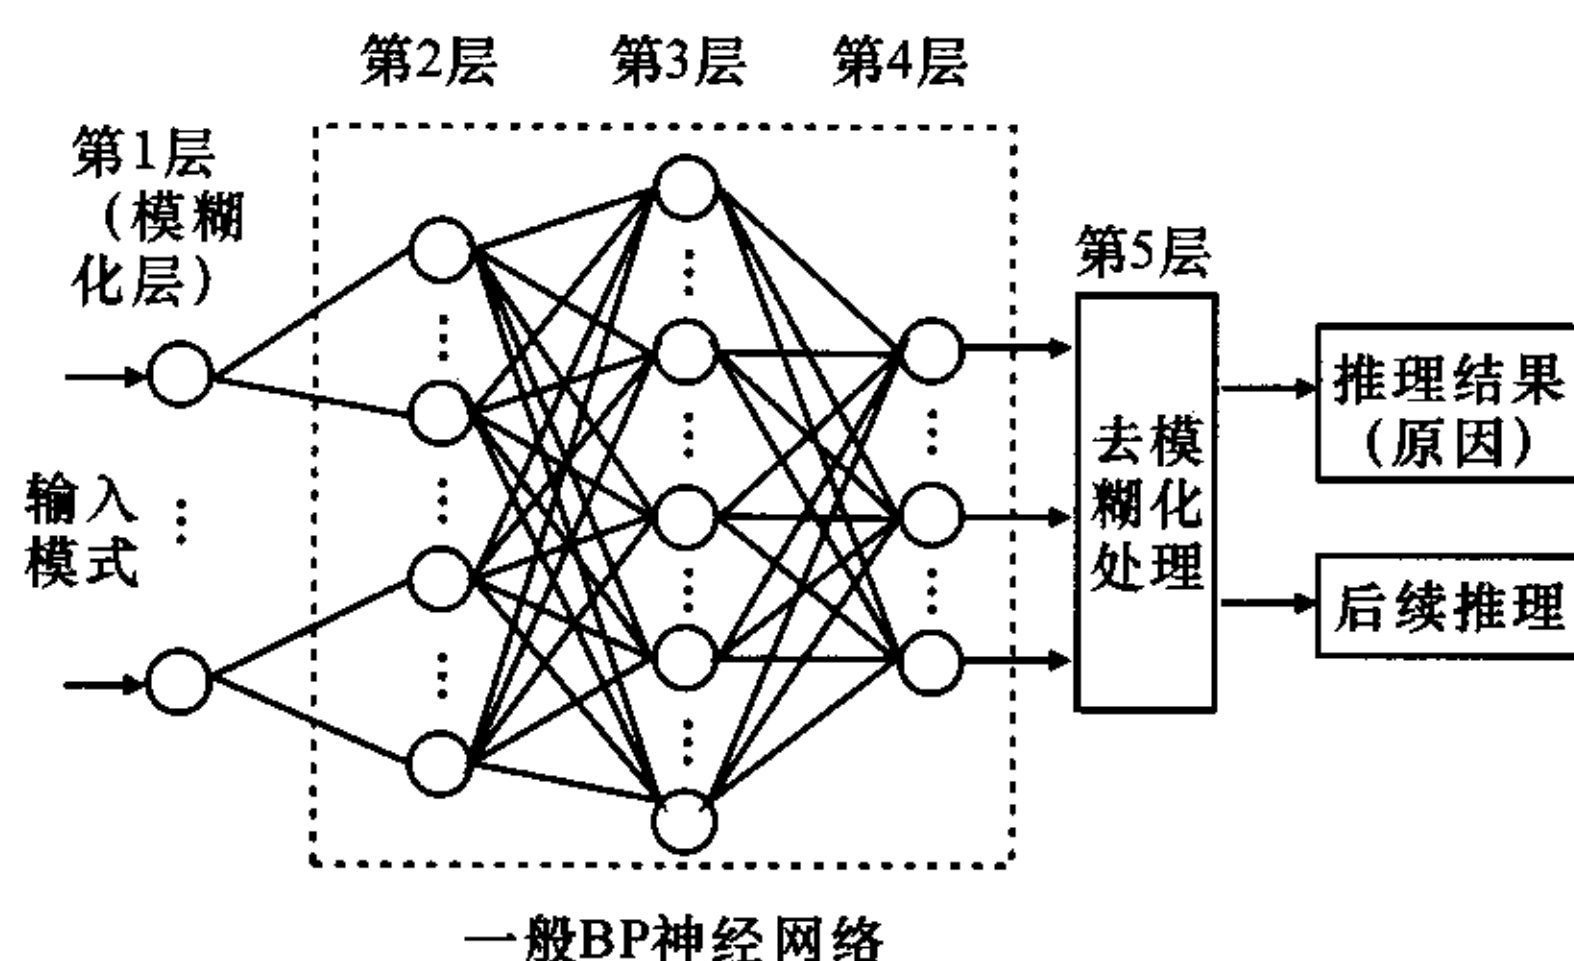 第2层
第3层
第4层
第1层
（模糊
化层）
第5层
输入
模式
去模
糊化
处理
推理结果
（原因）
后续推理
一般BP神经网络